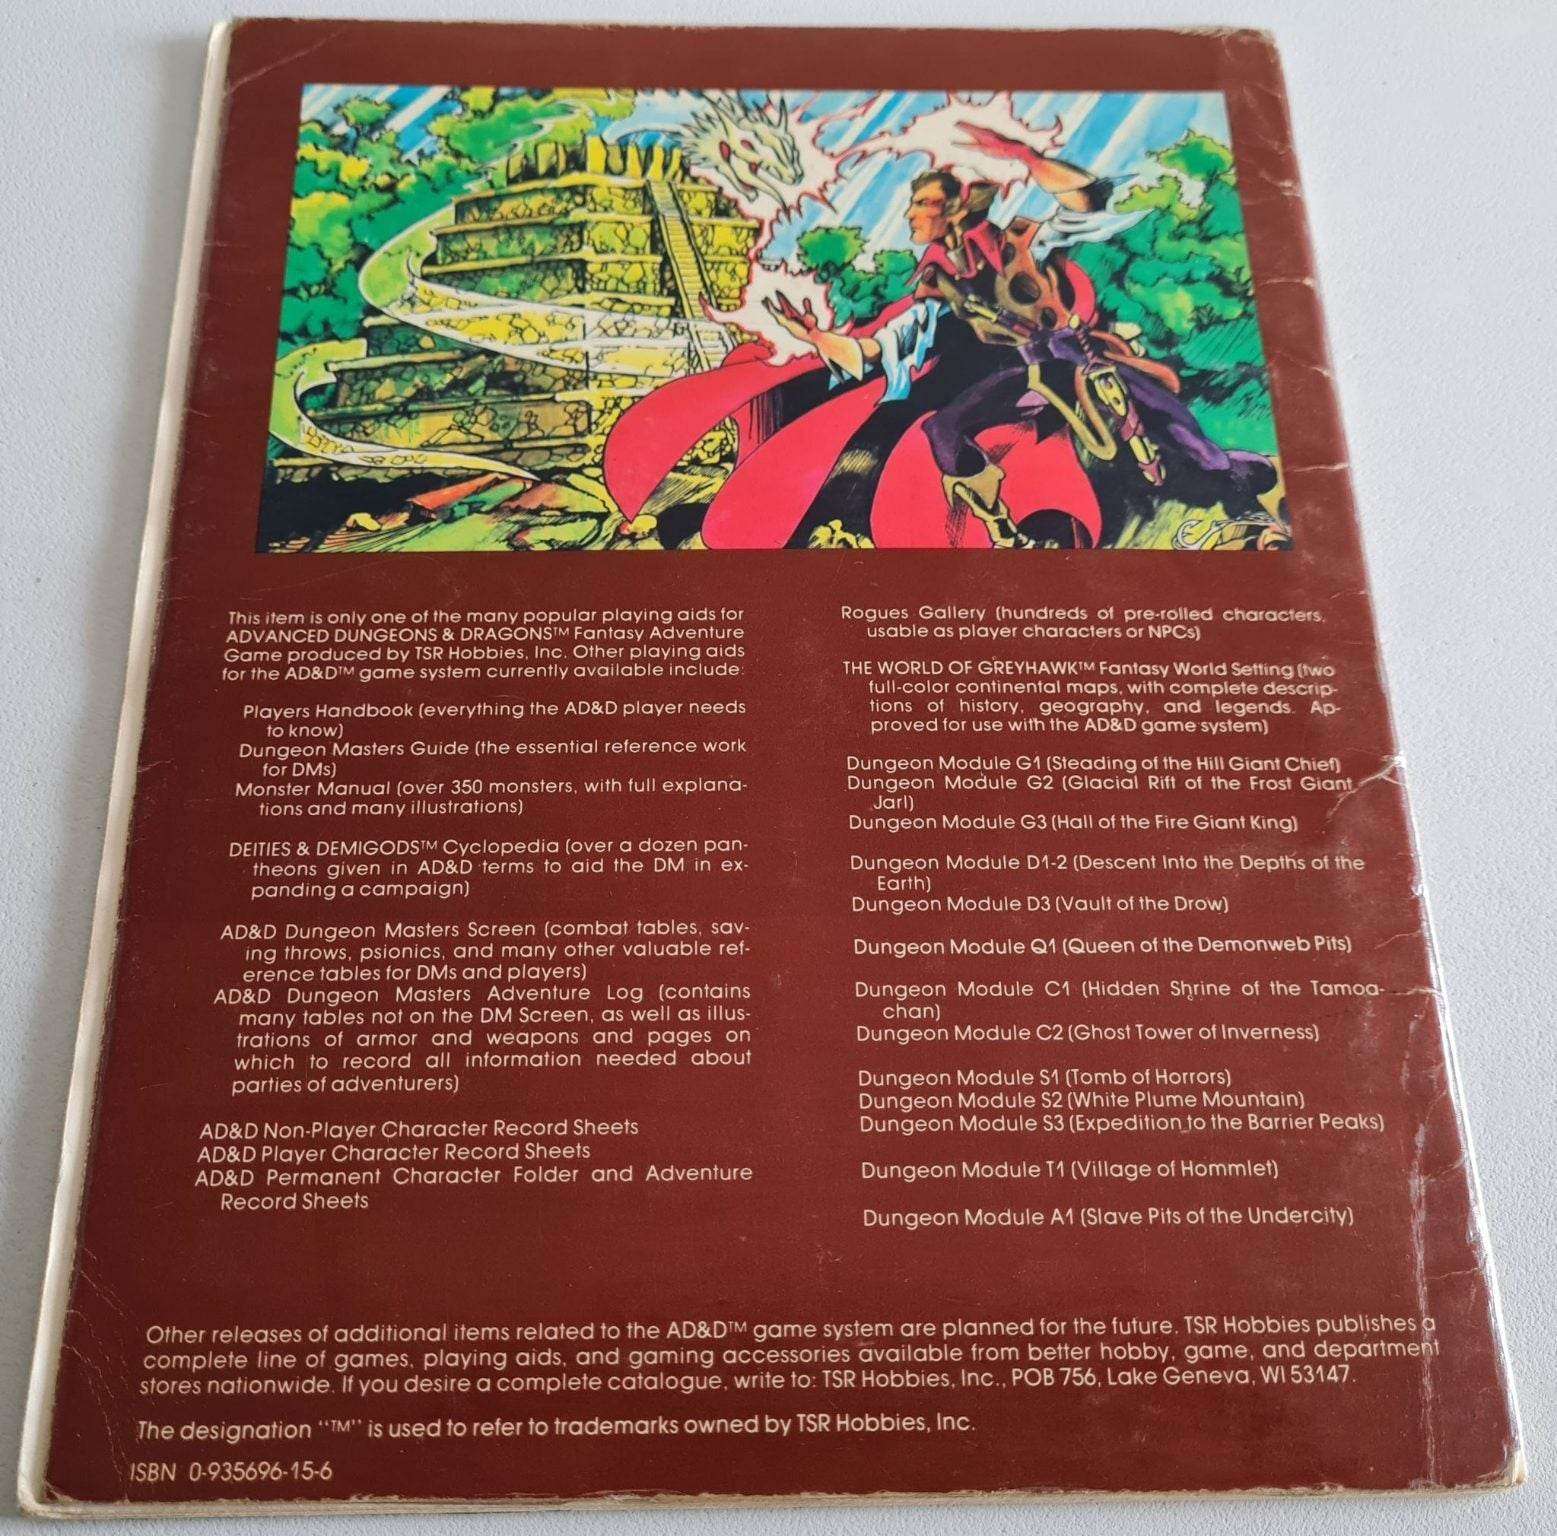 This item is only one of the many popular playing aids for
ADVANCED DUNGEONS & DRAGONS™ Fantasy Adventure
Game produced by TSR Hobbies, Inc. Other playing aids
for the AD&D™ game system currently available include:
Players Handbook (everything the AD&D player needs
to know)
Dungeon Masters Guide (the essential reference work
for DMs)
Monster Manual (over 350 monsters, with full explana-
tions and many illustrations)
DEITIES & DEMIGODS™ Cyclopedia (over a dozen pan-
theons given in AD&D terms to aid the DM in ex-
panding a campaign)
AD&D Dungeon Masters Screen (combat tables, sav-
ing throws, psionics, and many other valuable ref-
erence tables for DMs and players)
AD&D Dungeon Masters Adventure Log (contains
many tables not on the DM Screen, as well as illus-
trations of armor and weapons and pages on
which to record all information needed about
parties of adventurers)
AD&D Non-Player Character Record Sheets
AD&D Player Character Record Sheets
AD&D Permanent Character Folder and Adventure
Record Sheets
Rogues Gallery (hundreds of pre-rolled characters,
usable as player characters or NPCs)
THE WORLD OF GREYHAWK™ Fantasy World Setting (two
full-color continental maps, with complete descrip-
tions of history, geography, and legends. Ap-
proved for use with the AD&D game system)
Dungeon Module G1 (Steading of the Hill Giant Chief)
Dungeon Module G2 (Glacial Rift of the Frost Giant
Jarl)
Dungeon Module G3 (Hall of the Fire Giant King)
Dungeon Module D1-2 (Descent Into the Depths of the
Earth)
Dungeon Module D3 (Vault of the Drow)
Dungeon Module Q1 (Queen of the Demonweb Pits)
Dungeon Module C1 (Hidden Shrine of the Tamoa-
chan)
Dungeon Module C2 (Ghost Tower of Inverness)
Dungeon Module S1 (Tomb of Horrors)
Dungeon Module S2 (White Plume Mountain)
Dungeon Module S3 (Expedition to the Barrier Peaks)
Dungeon Module T1 (Village of Hommlet)
Dungeon Module A1 (Slave Pits of the Undercity)
Other releases of additional items related to the AD&D™ game system are planned for the future. TSR Hobbies publishes a
complete line of games, playing aids, and gaming accessories available from better hobby, game, and department
stores nationwide. If you desire a complete catalogue, write to: TSR Hobbies, Inc., POB 756, Lake Geneva, WI 53147.
The designation "™" is used to refer to trademarks owned by TSR Hobbies, Inc.
ISBN 0-935696-15-6